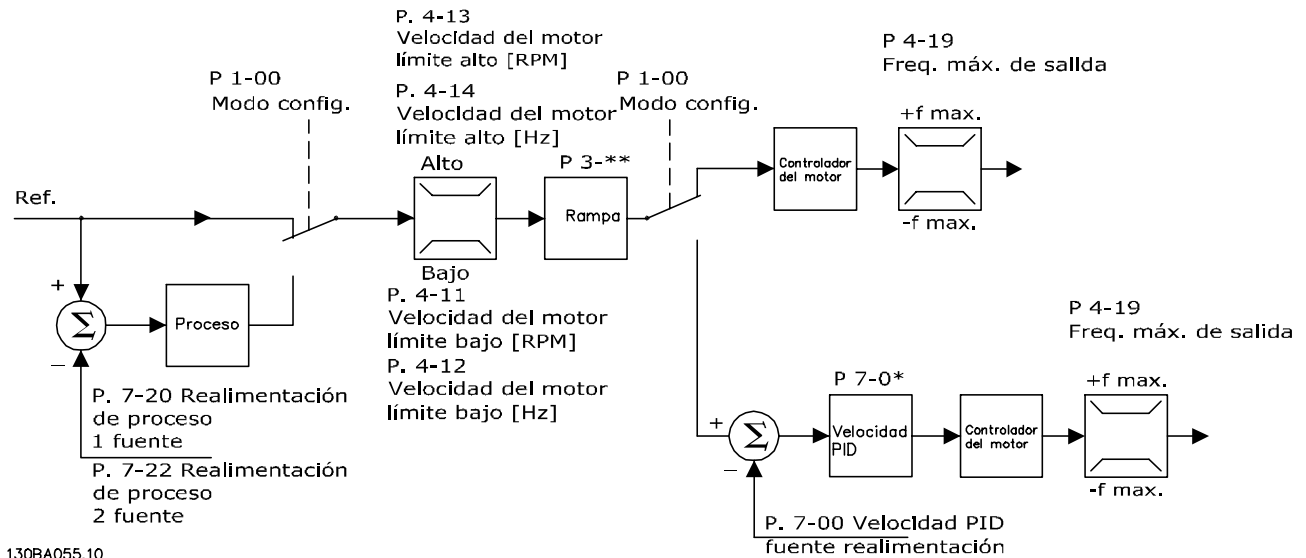 P. 4-13
Velocidad del motor
límite alto [RPM]
P. 4-14
Velocidad del motor
límite alto [Hz]
P 1-00
Modo config.
P 1-00
Modo config.
P 4-19
Freq. máx. de salida
+f max.
-f max.
Alto
Bajo
P 3-**
Rampa
Controlador
del motor
Ref.
+
Σ
−
Proceso
P. 4-11
Velocidad del motor
límite bajo [RPM]
P. 4-12
Velocidad del motor
límite bajo [Hz]
P. 7-20 Realimentación
de proceso
1 fuente
P. 7-22 Realimentación
de proceso
2 fuente
P 4-19
Freq. máx. de salida
+f max.
-f max.
P 7-0*
+
Σ
−
Velocidad
PID
Controlador
del motor
P. 7-00 Velocidad PID
fuente realimentación
130BA055.10